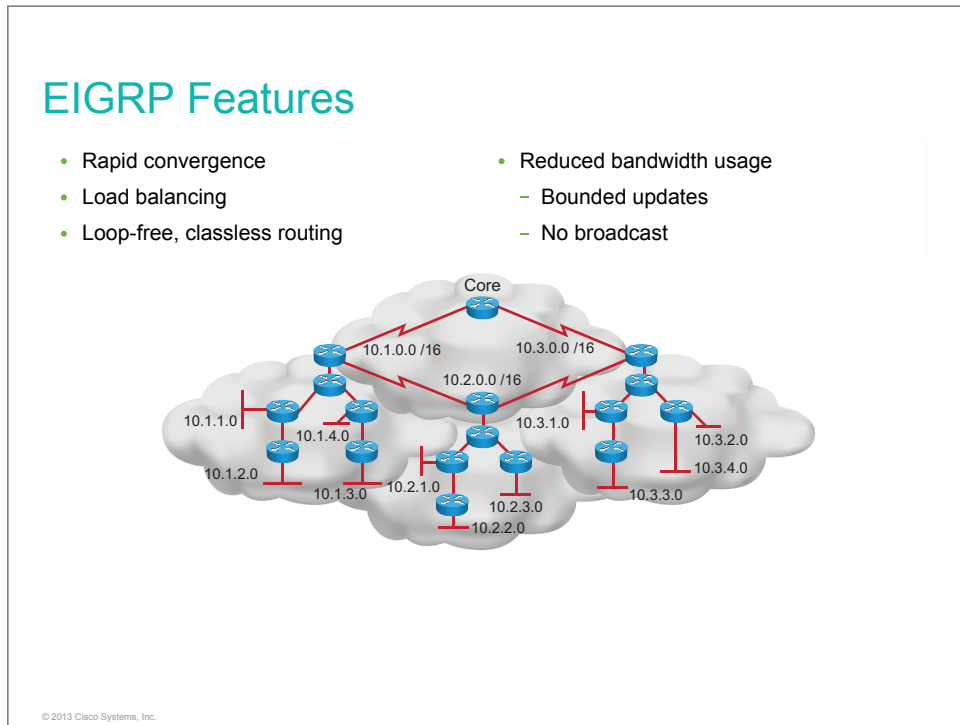 EIGRP Features
• Rapid convergence
• Load balancing
• Loop-free, classless routing
• Reduced bandwidth usage
– Bounded updates
– No broadcast
Core
10.1.0.0 /16
10.3.0.0 /16
10.2.0.0 /16
10.1.1.0
10.1.4.0
10.3.1.0
10.3.2.0
10.1.2.0
10.3.4.0
10.1.3.0
10.2.1.0
10.3.3.0
10.2.3.0
10.2.2.0
© 2013 Cisco Systems, Inc.